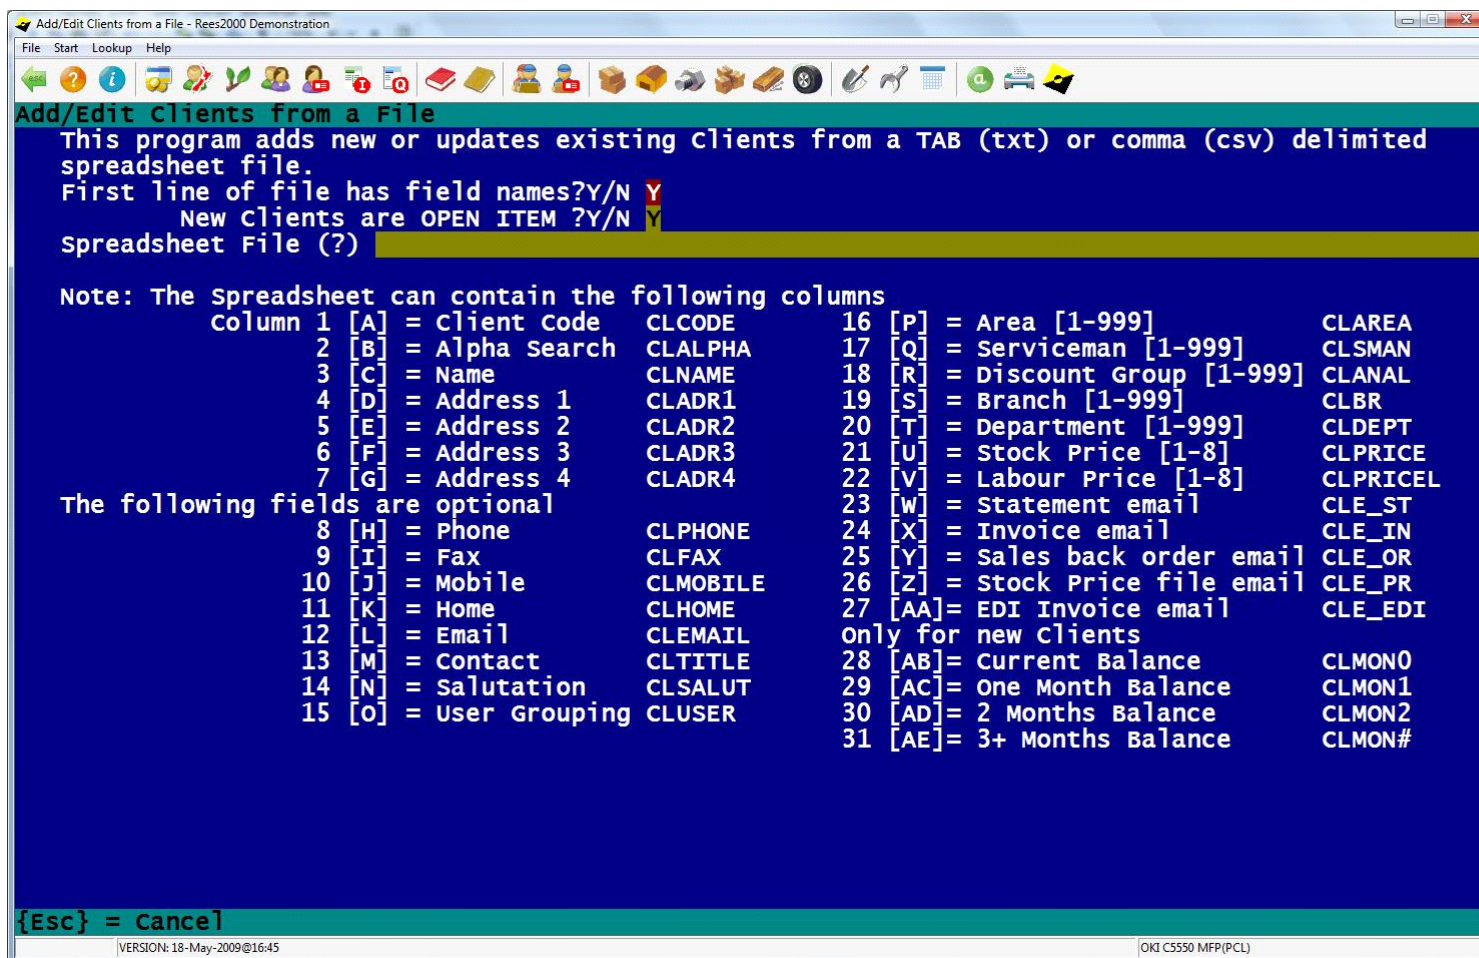 Add/Edit Clients from a File - Rees2000 Demonstration
File Start Lookup Help
esc
Add/Edit Clients from a File
This program adds new or updates existing Clients from a TAB (txt) or comma (csv) delimited
spreadsheet file.
First line of file has field names?Y/N Y
New Clients are OPEN ITEM ?Y/N Y
Spreadsheet File (?)
Note: The Spreadsheet can contain the following columns
Column 1 [A] = Client Code CLCODE 16 [P] = Area [1-999] CLAREA
2 [B] = Alpha Search CLALPHA 17 [Q] = Serviceman [1-999] CLSMAN
3 [C] = Name CLNAME 18 [R] = Discount Group [1-999] CLANAL
4 [D] = Address 1 CLADR1 19 [S] = Branch [1-999] CLBR
5 [E] = Address 2 CLADR2 20 [T] = Department [1-999] CLDEPT
6 [F] = Address 3 CLADR3 21 [U] = Stock Price [1-8] CLPRICE
7 [G] = Address 4 CLADR4 22 [V] = Labour Price [1-8] CLPRICEL
The following fields are optional 23 [W] = Statement email CLE_ST
8 [H] = Phone CLPHONE 24 [X] = Invoice email CLE_IN
9 [I] = Fax CLFAX 25 [Y] = Sales back order email CLE_OR
10 [J] = Mobile CLMOBILE 26 [Z] = Stock Price file email CLE_PR
11 [K] = Home CLHOME 27 [AA]= EDI Invoice email CLE_EDI
12 [L] = Email CLEMAIL Only for new Clients
13 [M] = Contact CLTITLE 28 [AB]= Current Balance CLMON0
14 [N] = Salutation CLSALUT 29 [AC]= One Month Balance CLMON1
15 [O] = User Grouping CLUSER 30 [AD]= 2 Months Balance CLMON2
31 [AE]= 3+ Months Balance CLMON#
{Esc} = Cancel
VERSION: 18-May-2009@16:45 OKI C5550 MFP(PCL)